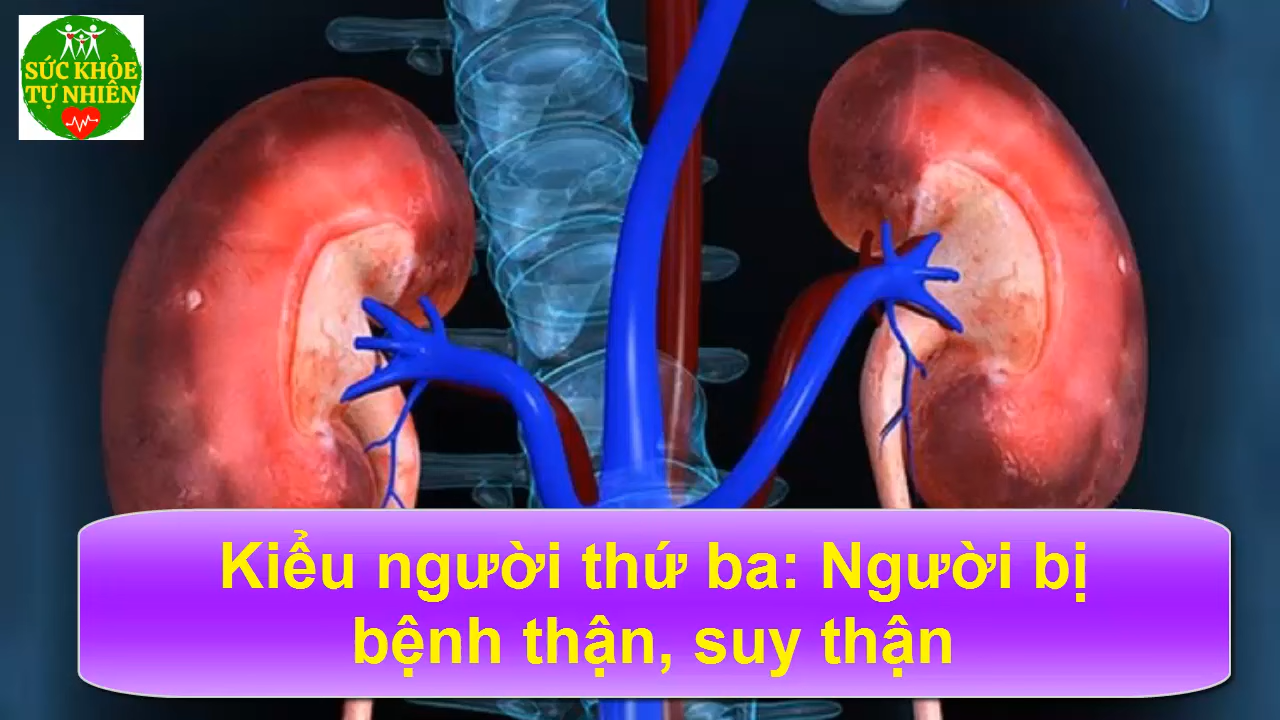 SỨC KHỎE
TỰ NHIÊN
Kiểu người thứ ba: Người bị
bệnh thận, suy thận